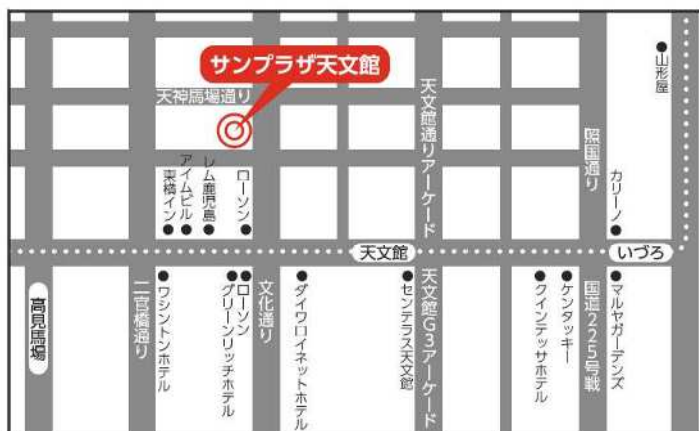 サンプラザ天文館
天神馬場通り
天文館通りアーケード
照国通り
山形屋
東横イン
アイムビル
レム鹿児島
ローソン
カリーノ
天文館
いづろ
高見馬場
二官橋通り
ワシントンホテル
グリーンリッチホテル
ローソン
文化通り
ダイワロイネットホテル
センテラス天文館
天文館G3アーケード
クインテッサホテル
ケンタッキー
国道225号戦
マルヤガーデンズ